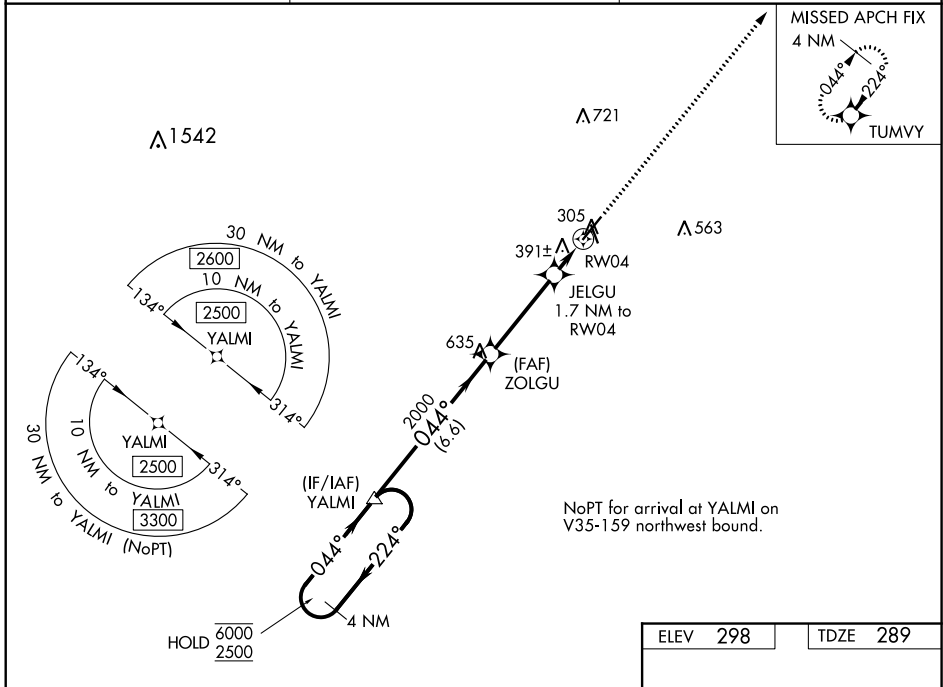 MISSED APCH FIX
4 NM
044°
224°
TUMVY
1542
721
563
305
391±
RW04
JELGU
1.7 NM to
RW04
635
(FAF)
ZOLGU
2000
044°
(6.6)
(IF/IAF)
YALMI
044°
224°
4 NM
HOLD 6000
2500
30 NM to YALMI
2600
10 NM to YALMI
2500
134°
YALMI
314°
134°
YALMI
2500
314°
10 NM to YALMI
3300
30 NM to YALMI (NoPT)
NoPT for arrival at YALMI on
V35-159 northwest bound.
ELEV 298
TDZE 289